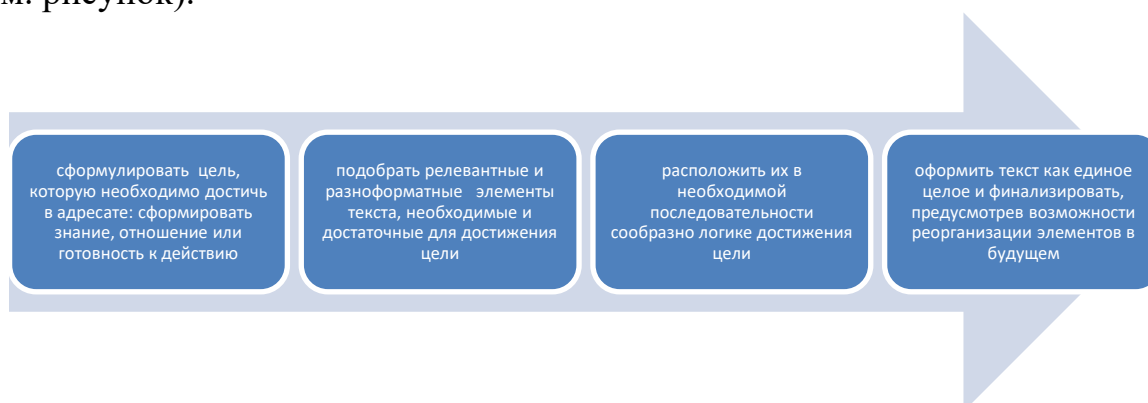 м. рисунок).
сформулировать цель,
которую необходимо достичь
в адресате: сформировать
знание, отношение или
готовность к действию
подобрать релевантные и
разноформатные элементы
текста, необходимые и
достаточные для достижения
цели
расположить их в
необходимой
последовательности
сообразно логике достижения
цели
оформить текст как единое
целое и финализировать,
предусмотрев возможности
реорганизации элементов в
будущем